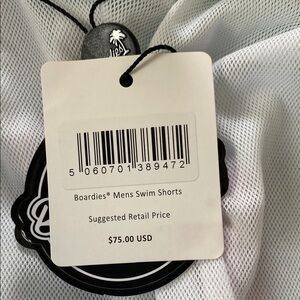 5 060701 389472
Boardies® Mens Swim Shorts
Suggested Retail Price
$75.00 USD